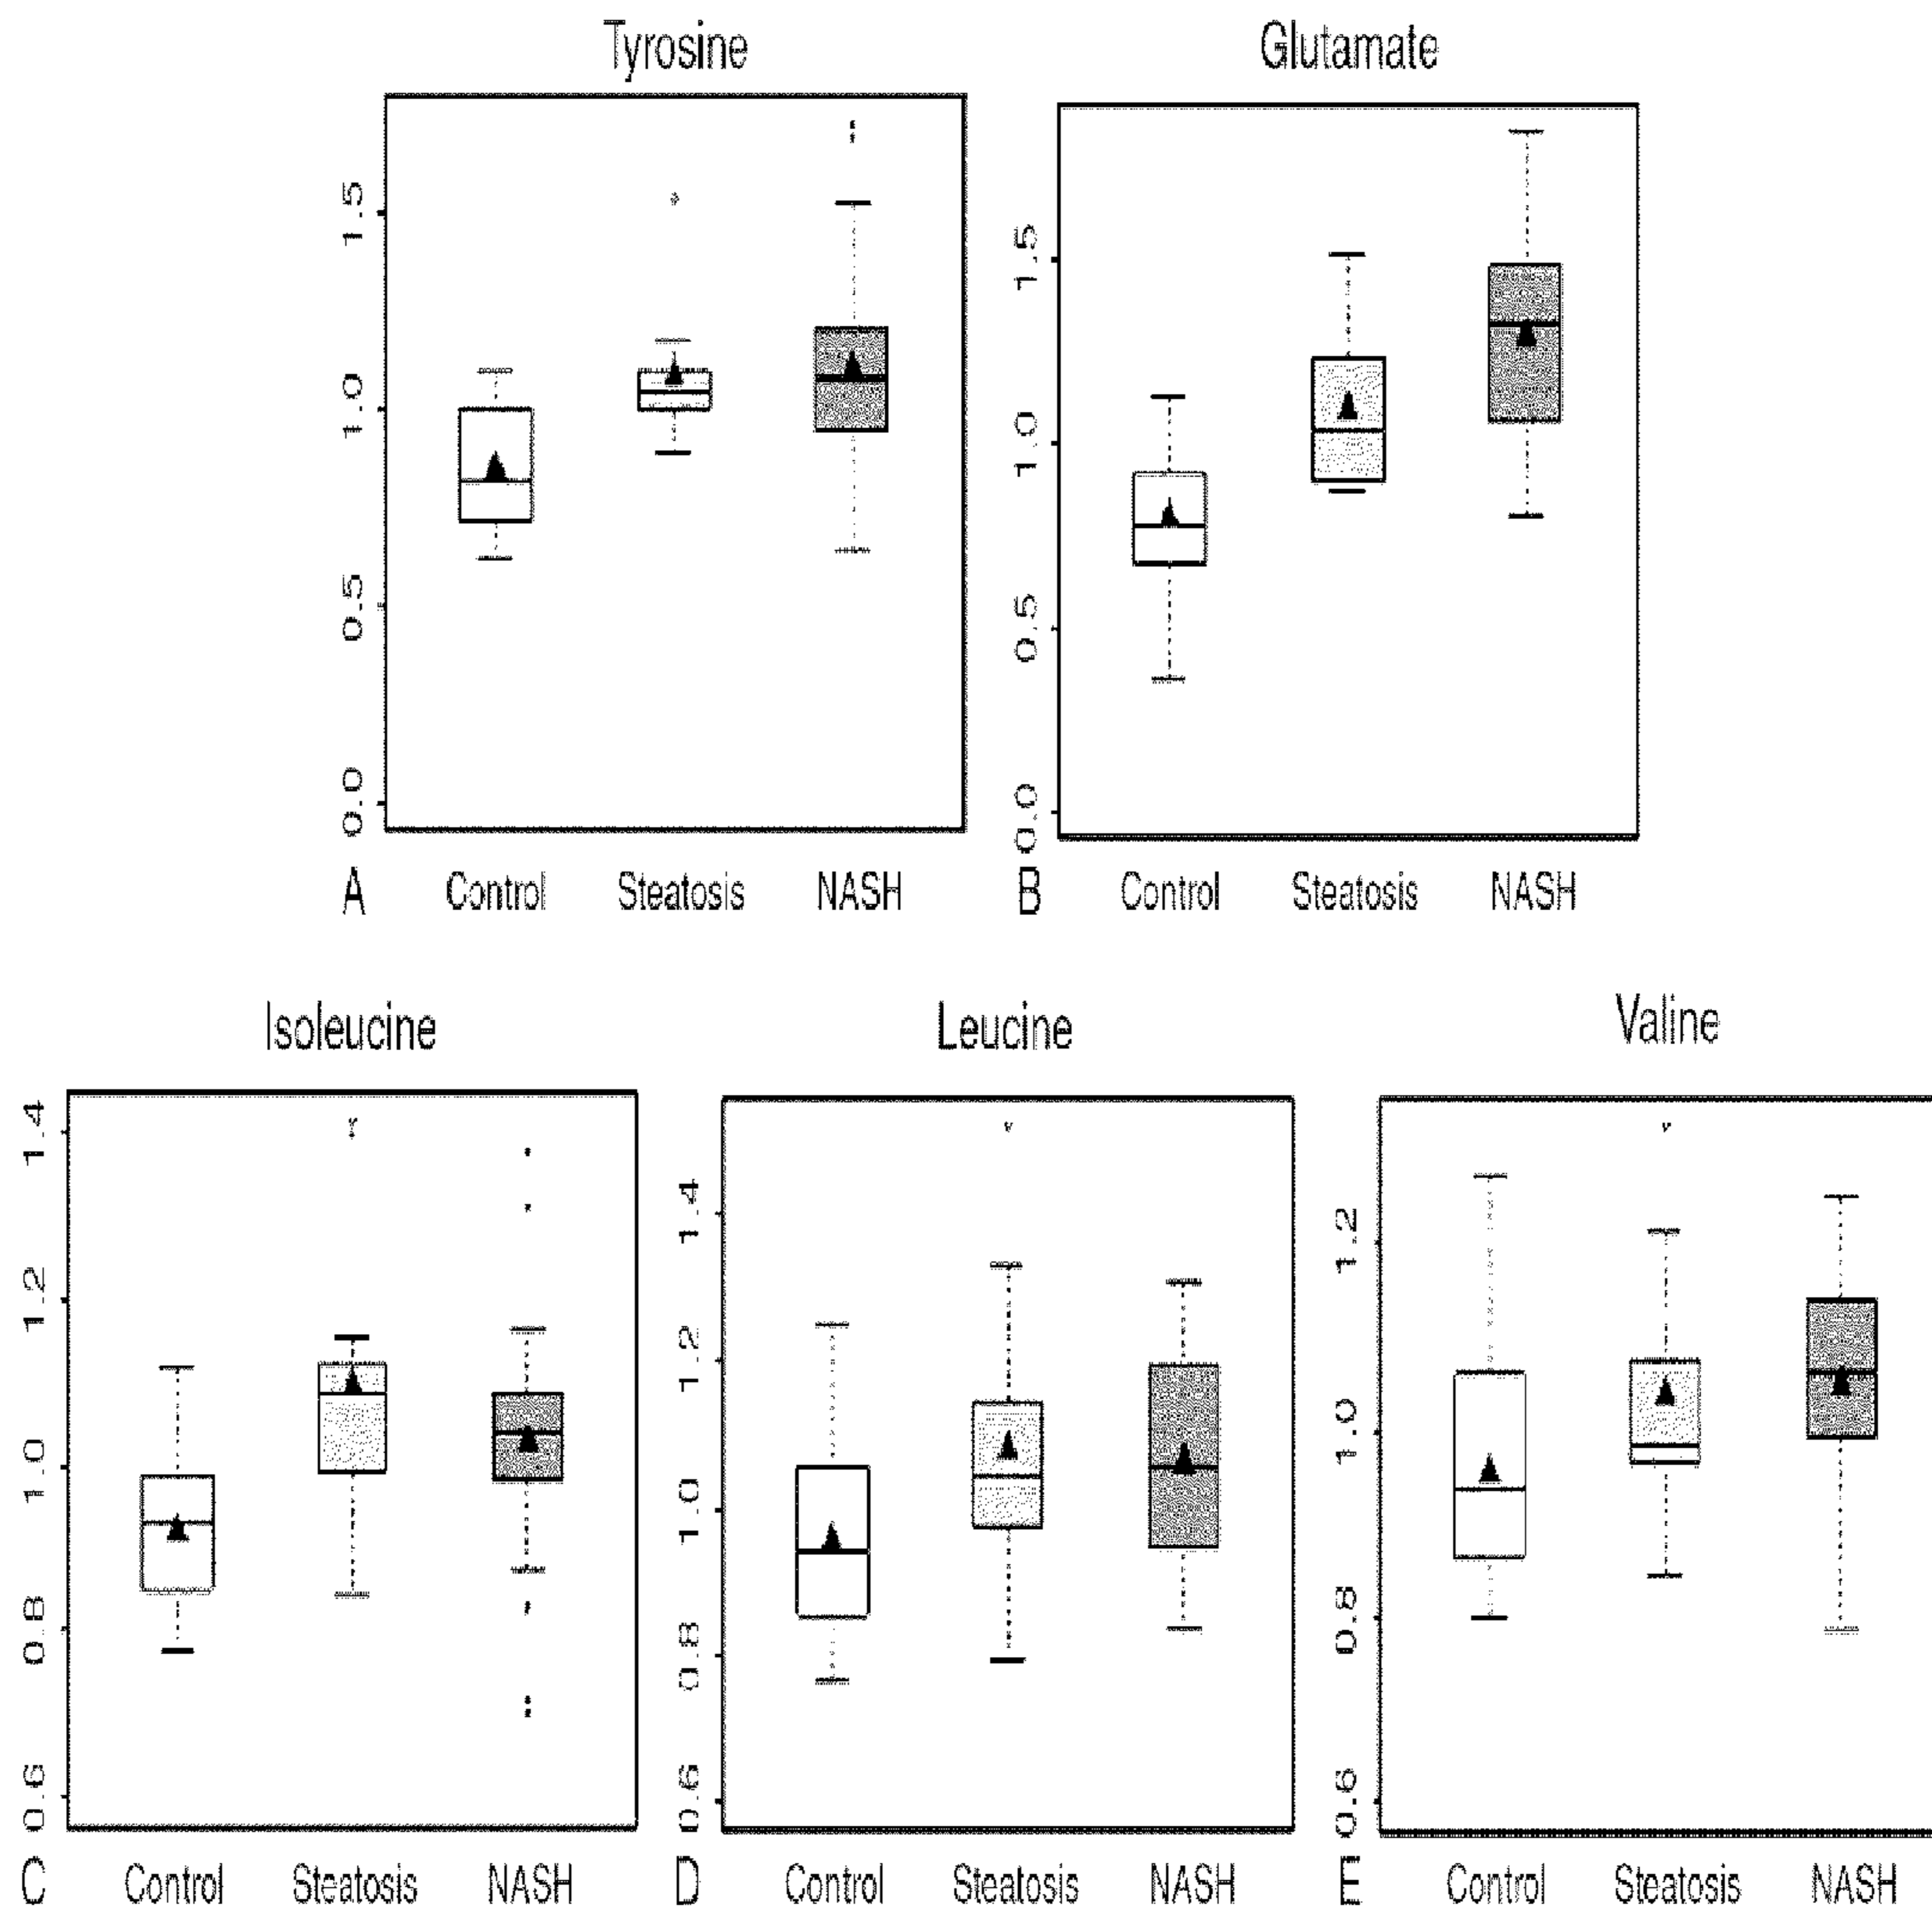 Tyrosine
1.5
1.0
0.5
0.0
A Control Steatosis NASH
Glutamate
1.5
1.0
0.5
0.0
B Control Steatosis NASH
Isoleucine
1.4
1.2
1.0
0.8
0.6
C Control Steatosis NASH
Leucine
1.4
1.2
1.0
0.8
0.6
D Control Steatosis NASH
Valine
1.2
1.0
0.8
0.6
E Control Steatosis NASH